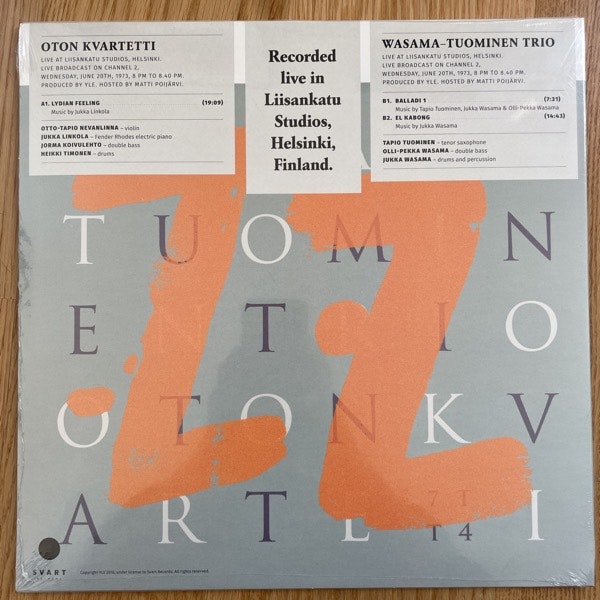 OTON KVARTETTI
LIVE AT LIISANKATU STUDIOS, HELSINKI.
LIVE BROADCAST ON CHANNEL 2,
WEDNESDAY, JUNE 20TH, 1973, 8 PM TO 8.40 PM.
PRODUCED BY YLE. HOSTED BY MATTI POIJÄRVI.
A1. LYDIAN FEELING (19:09)
Music by Jukka Linkola
OTTO-TAPIO NEVANLINNA – violin
JUKKA LINKOLA – Fender Rhodes electric piano
JORMA KOIVULEHTO – double bass
HEIKKI TIMONEN – drums
Recorded
live in
Liisankatu
Studios,
Helsinki,
Finland.
WASAMA–TUOMINEN TRIO
LIVE AT LIISANKATU STUDIOS, HELSINKI.
LIVE BROADCAST ON CHANNEL 2,
WEDNESDAY, JUNE 20TH, 1973, 8 PM TO 8.40 PM.
PRODUCED BY YLE. HOSTED BY MATTI POIJÄRVI.
B1. BALLADI 1 (7:31)
Music by Tapio Tuominen, Jukka Wasama & Olli-Pekka Wasama
B2. EL KABONG (14:43)
Music by Jukka Wasama
TAPIO TUOMINEN – tenor saxophone
OLLI-PEKKA WASAMA – double bass
JUKKA WASAMA – drums and percussion
TUOMIN
ENT IO
OTONKV
ARTE I
7 T
T 4
SVART